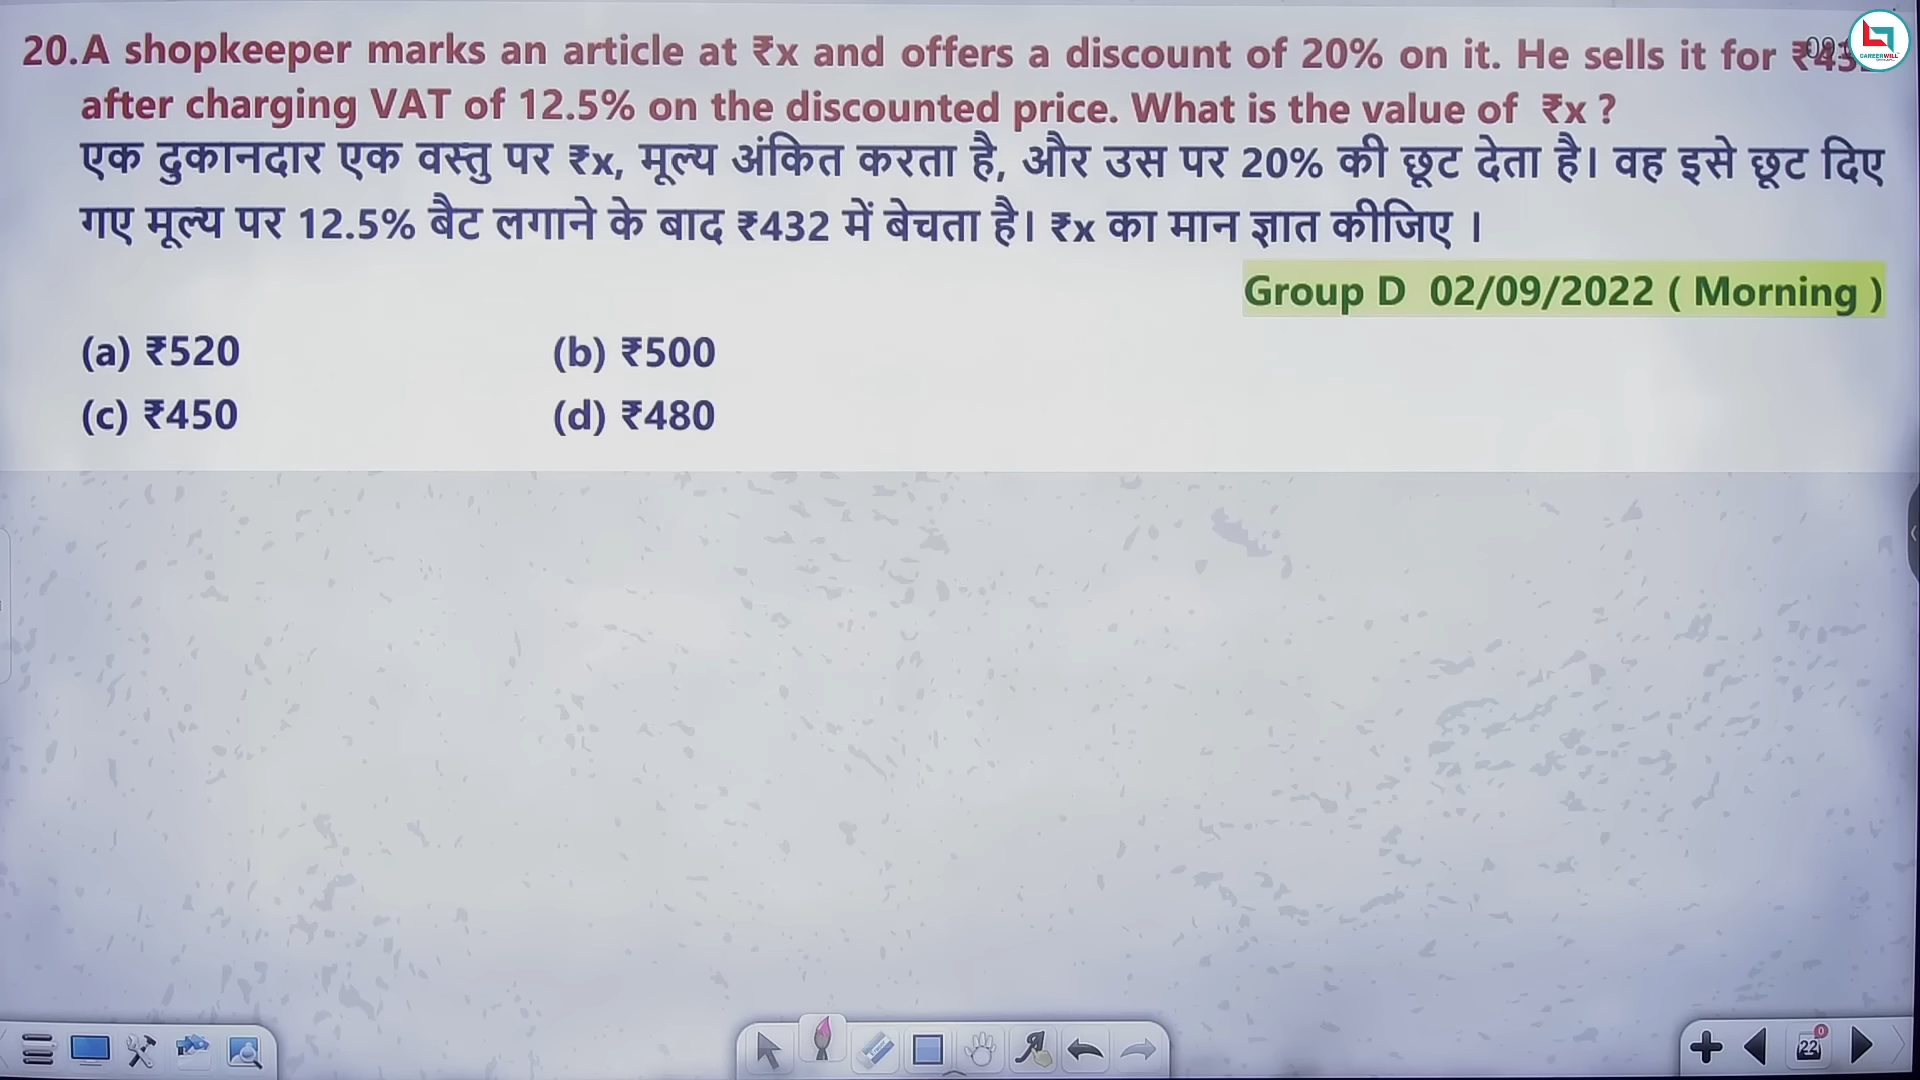 20.A shopkeeper marks an article at ₹x and offers a discount of 20% on it. He sells it for
after charging VAT of 12.5% on the discounted price. What is the value of ₹x ?
एक दुकानदार एक वस्तु पर ₹x, मूल्य अंकित करता है, और उस पर 20% की छूट देता है। वह इसे छूट दिए
गए मूल्य पर 12.5% बैट लगाने के बाद ₹432 में बेचता है। ₹x का मान ज्ञात कीजिए ।
Group D 02/09/2022 ( Morning )
(a) ₹520 (b) ₹500
(c) ₹450 (d) ₹480
CAREERWILL
22
0